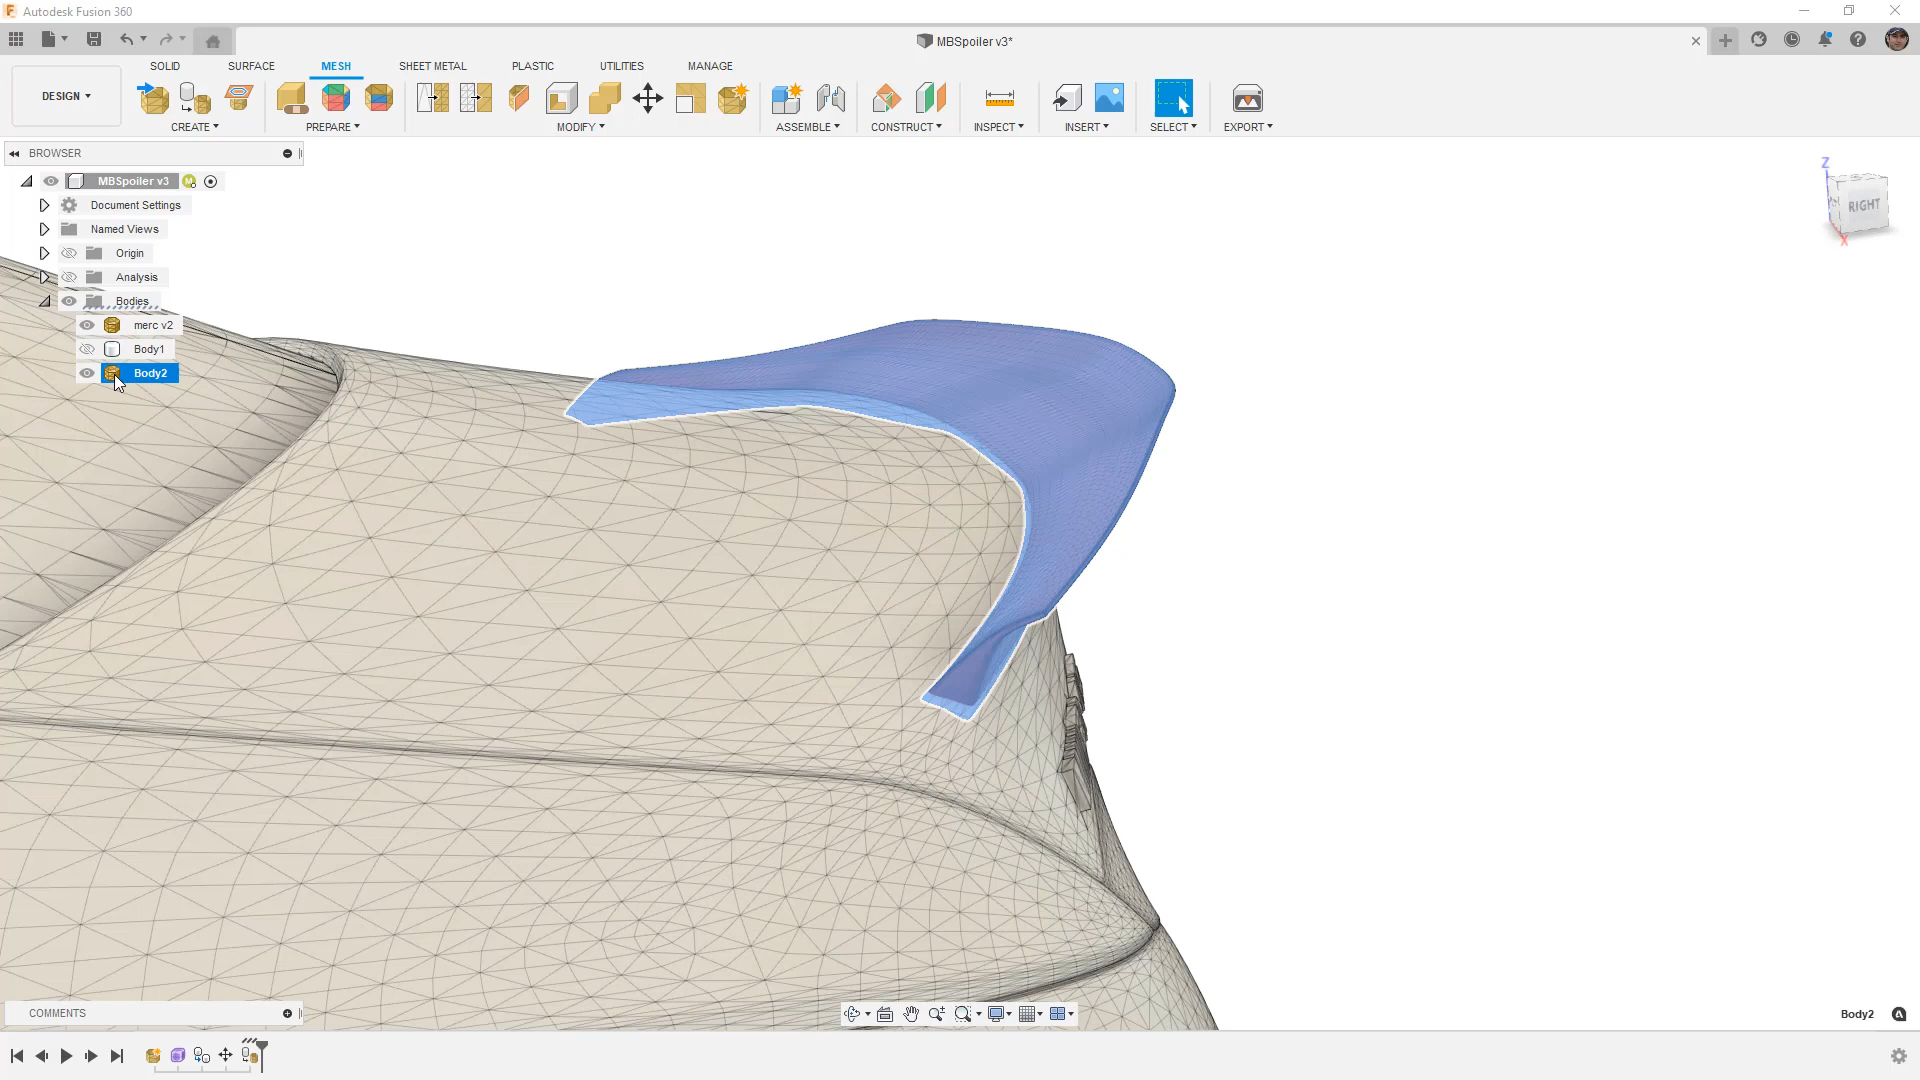 Autodesk Fusion 360
MBSpoiler v3*
SOLID SURFACE MESH SHEET METAL PLASTIC UTILITIES MANAGE
DESIGN
CREATE PREPARE MODIFY ASSEMBLE CONSTRUCT INSPECT INSERT SELECT EXPORT
BROWSER
MBSpoiler v3
Document Settings
Named Views
Origin
Analysis
Bodies
merc v2
Body1
Body2
Z
RIGHT
X
COMMENTS
Body2